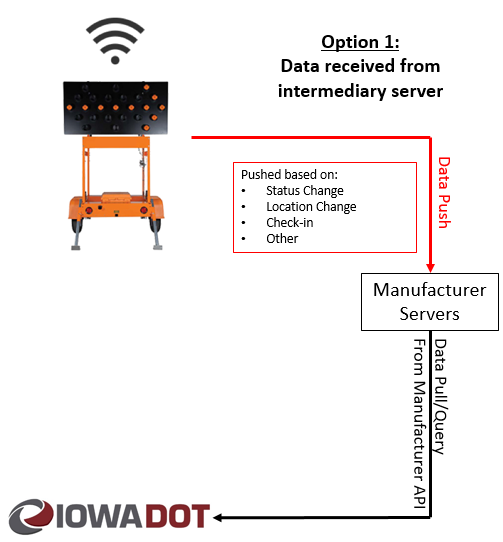 Option 1:
Data received from
intermediary server
Pushed based on:
• Status Change
• Location Change
• Check-in
• Other
Data Push
Manufacturer
Servers
Data Pull/Query
From Manufacturer API
IOWADOT